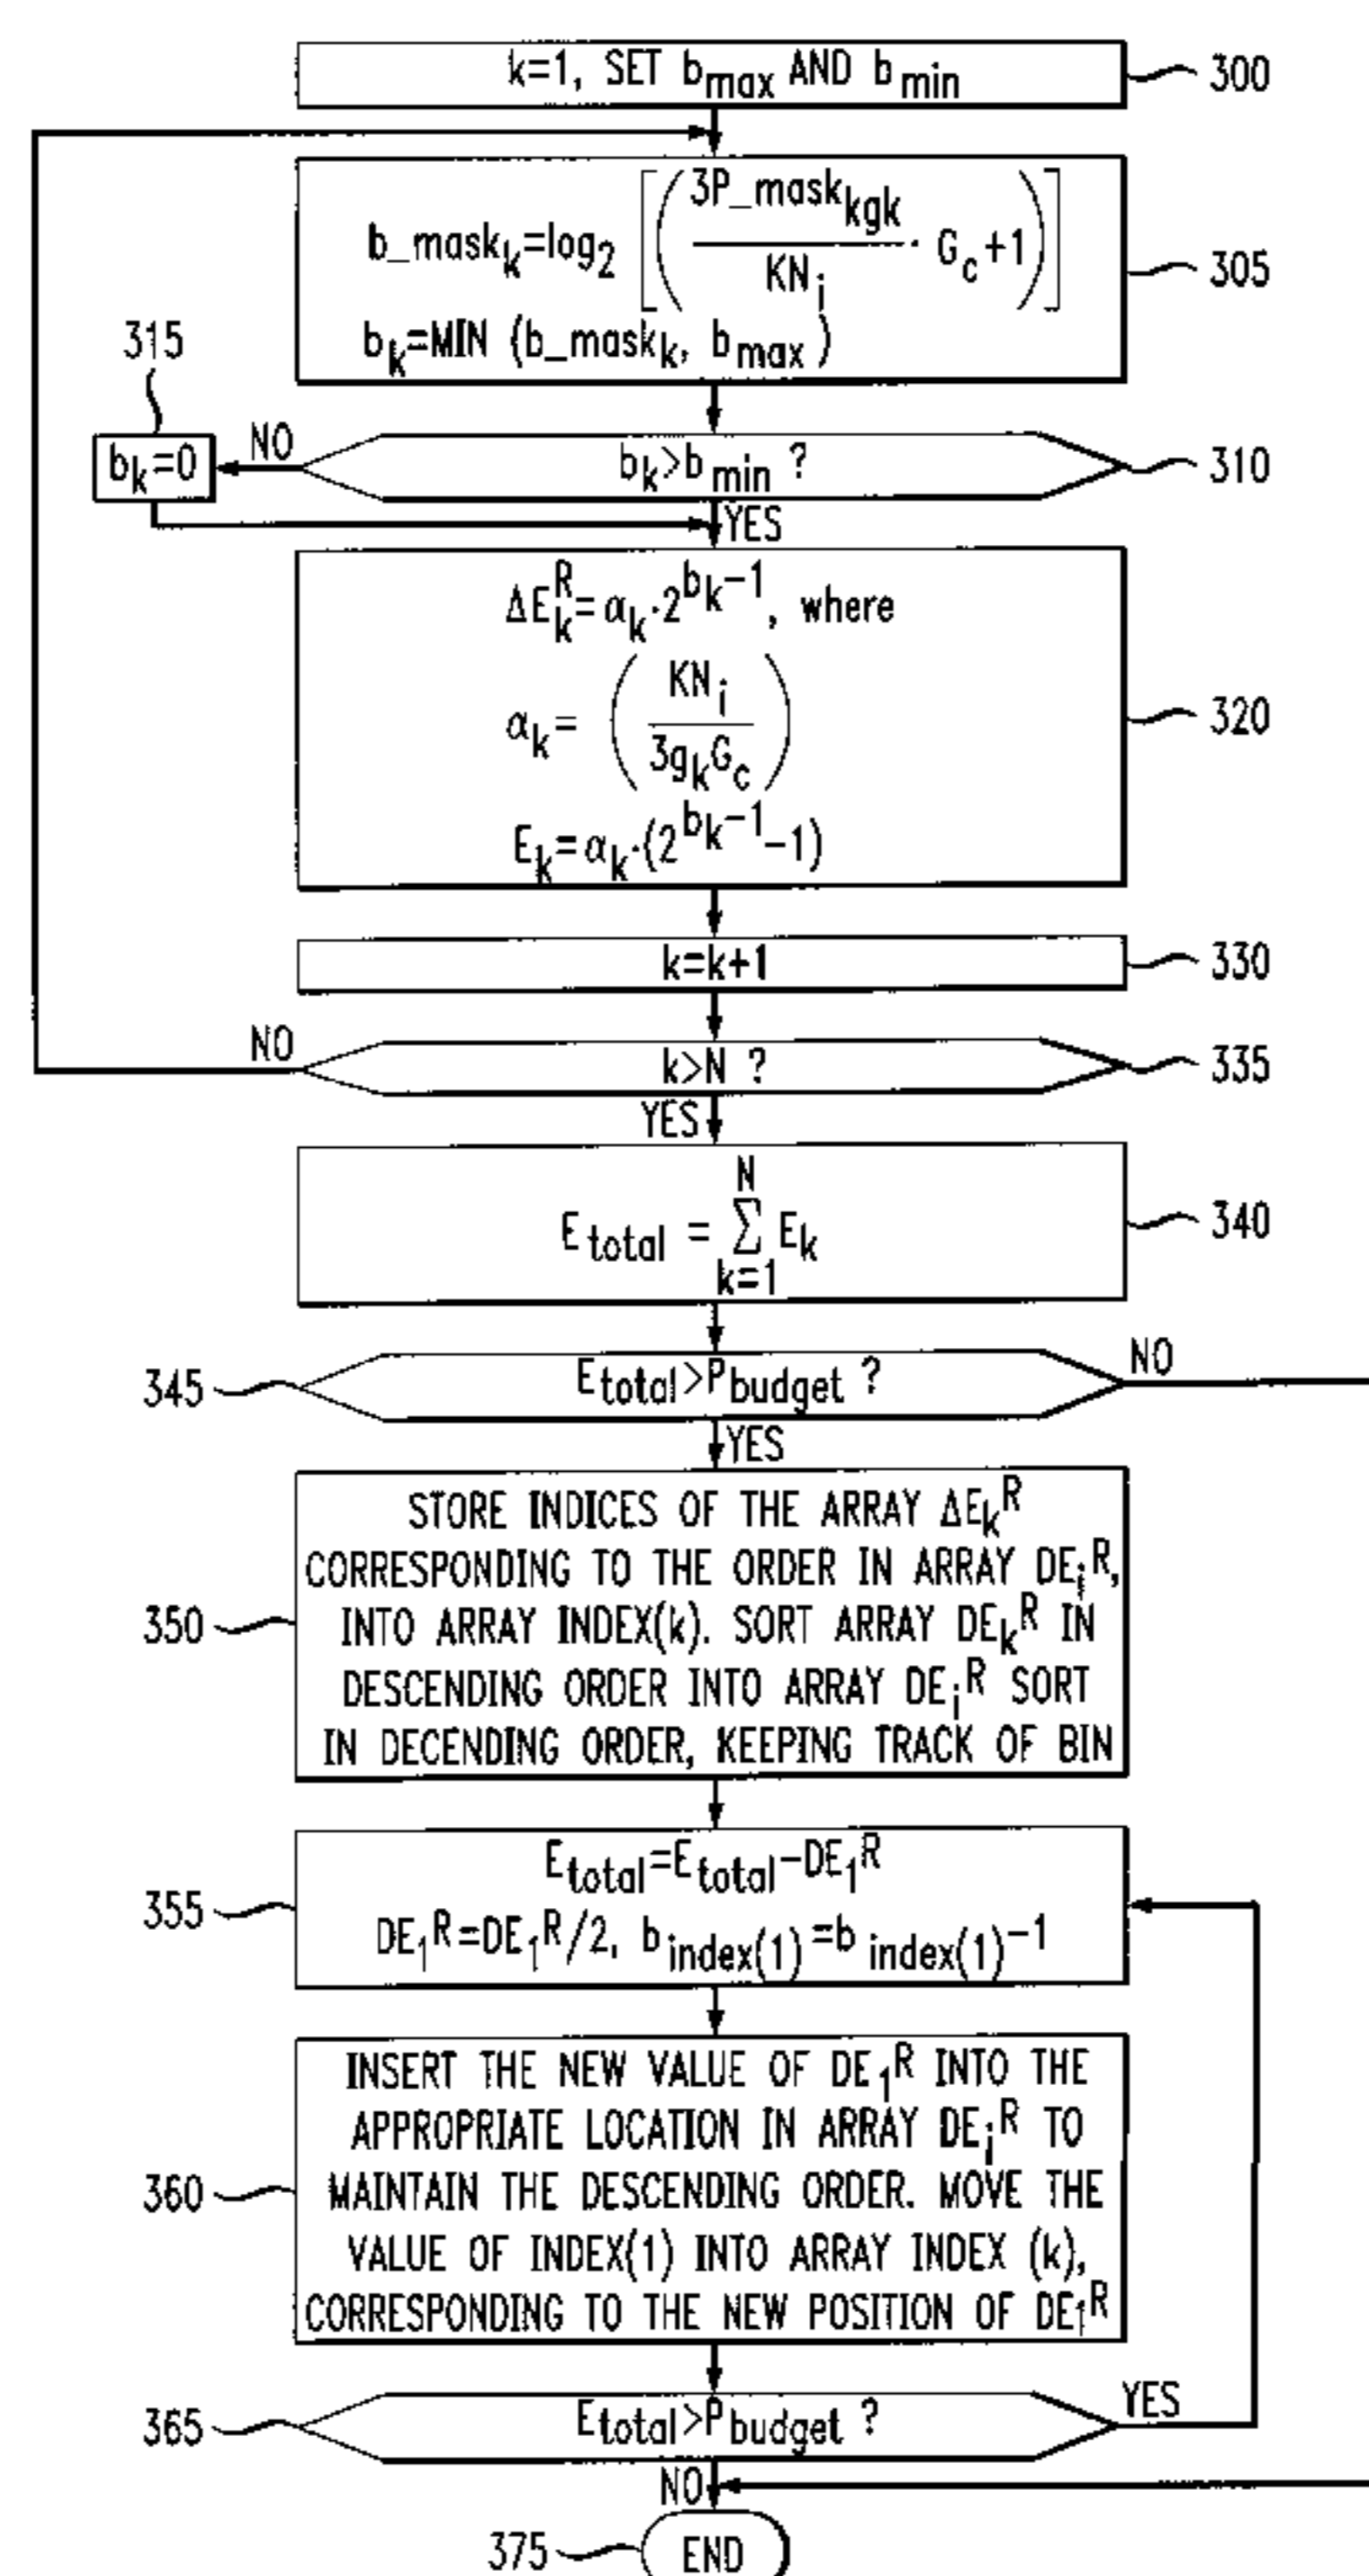 k=1, SET b_max AND b_min
300
b_mask_k=log_2 [(3P_mask_kgk / KN_i · G_c+1)]
b_k=MIN (b_mask_k, b_max)
305
315
b_k=0
NO
b_k>b_min ?
310
YES
ΔE_k^R=α_k·2^(b_k-1), where
α_k= (KN_i / 3g_kG_c)
E_k=α_k·(2^(b_k-1)-1)
320
k=k+1
330
NO
k>N ?
335
YES
E_total = Σ_(k=1)^N E_k
340
345
E_total>P_budget ?
NO
YES
350
STORE INDICES OF THE ARRAY ΔE_k^R
CORRESPONDING TO THE ORDER IN ARRAY DE_i^R,
INTO ARRAY INDEX(k). SORT ARRAY DE_k^R IN
DESCENDING ORDER INTO ARRAY DE_i^R SORT
IN DECENDING ORDER, KEEPING TRACK OF BIN
355
E_total=E_total-DE_1^R
DE_1^R=DE_1^R/2, b_index(1)=b_index(1)-1
360
INSERT THE NEW VALUE OF DE_1^R INTO THE
APPROPRIATE LOCATION IN ARRAY DE_i^R TO
MAINTAIN THE DESCENDING ORDER. MOVE THE
VALUE OF INDEX(1) INTO ARRAY INDEX (k),
CORRESPONDING TO THE NEW POSITION OF DE_1^R
365
E_total>P_budget ?
YES
NO
375
END